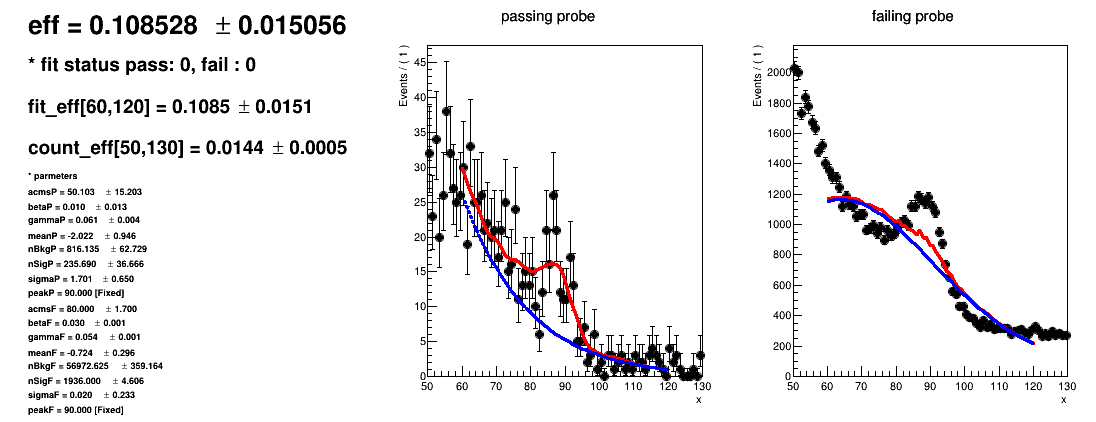 eff = 0.108528 ± 0.015056
* fit status pass: 0, fail : 0
fit_eff[60,120] = 0.1085 ± 0.0151
count_eff[50,130] = 0.0144 ± 0.0005
* parmeters
acmsP = 50.103 ± 15.203
betaP = 0.010 ± 0.013
gammaP = 0.061 ± 0.004
meanP = -2.022 ± 0.946
nBkgP = 816.135 ± 62.729
nSigP = 235.690 ± 36.666
sigmaP = 1.701 ± 0.650
peakP = 90.000 [Fixed]
acmsF = 80.000 ± 1.700
betaF = 0.030 ± 0.001
gammaF = 0.054 ± 0.001
meanF = -0.724 ± 0.296
nBkgF = 56972.625 ± 359.164
nSigF = 1936.000 ± 4.606
sigmaF = 0.020 ± 0.233
peakF = 90.000 [Fixed]
passing probe
Events / ( 1 )
45
40
35
30
25
20
15
10
5
0
50 60 70 80 90 100 110 120 130
x
failing probe
Events / ( 1 )
2000
1800
1600
1400
1200
1000
800
600
400
200
0
50 60 70 80 90 100 110 120 130
x